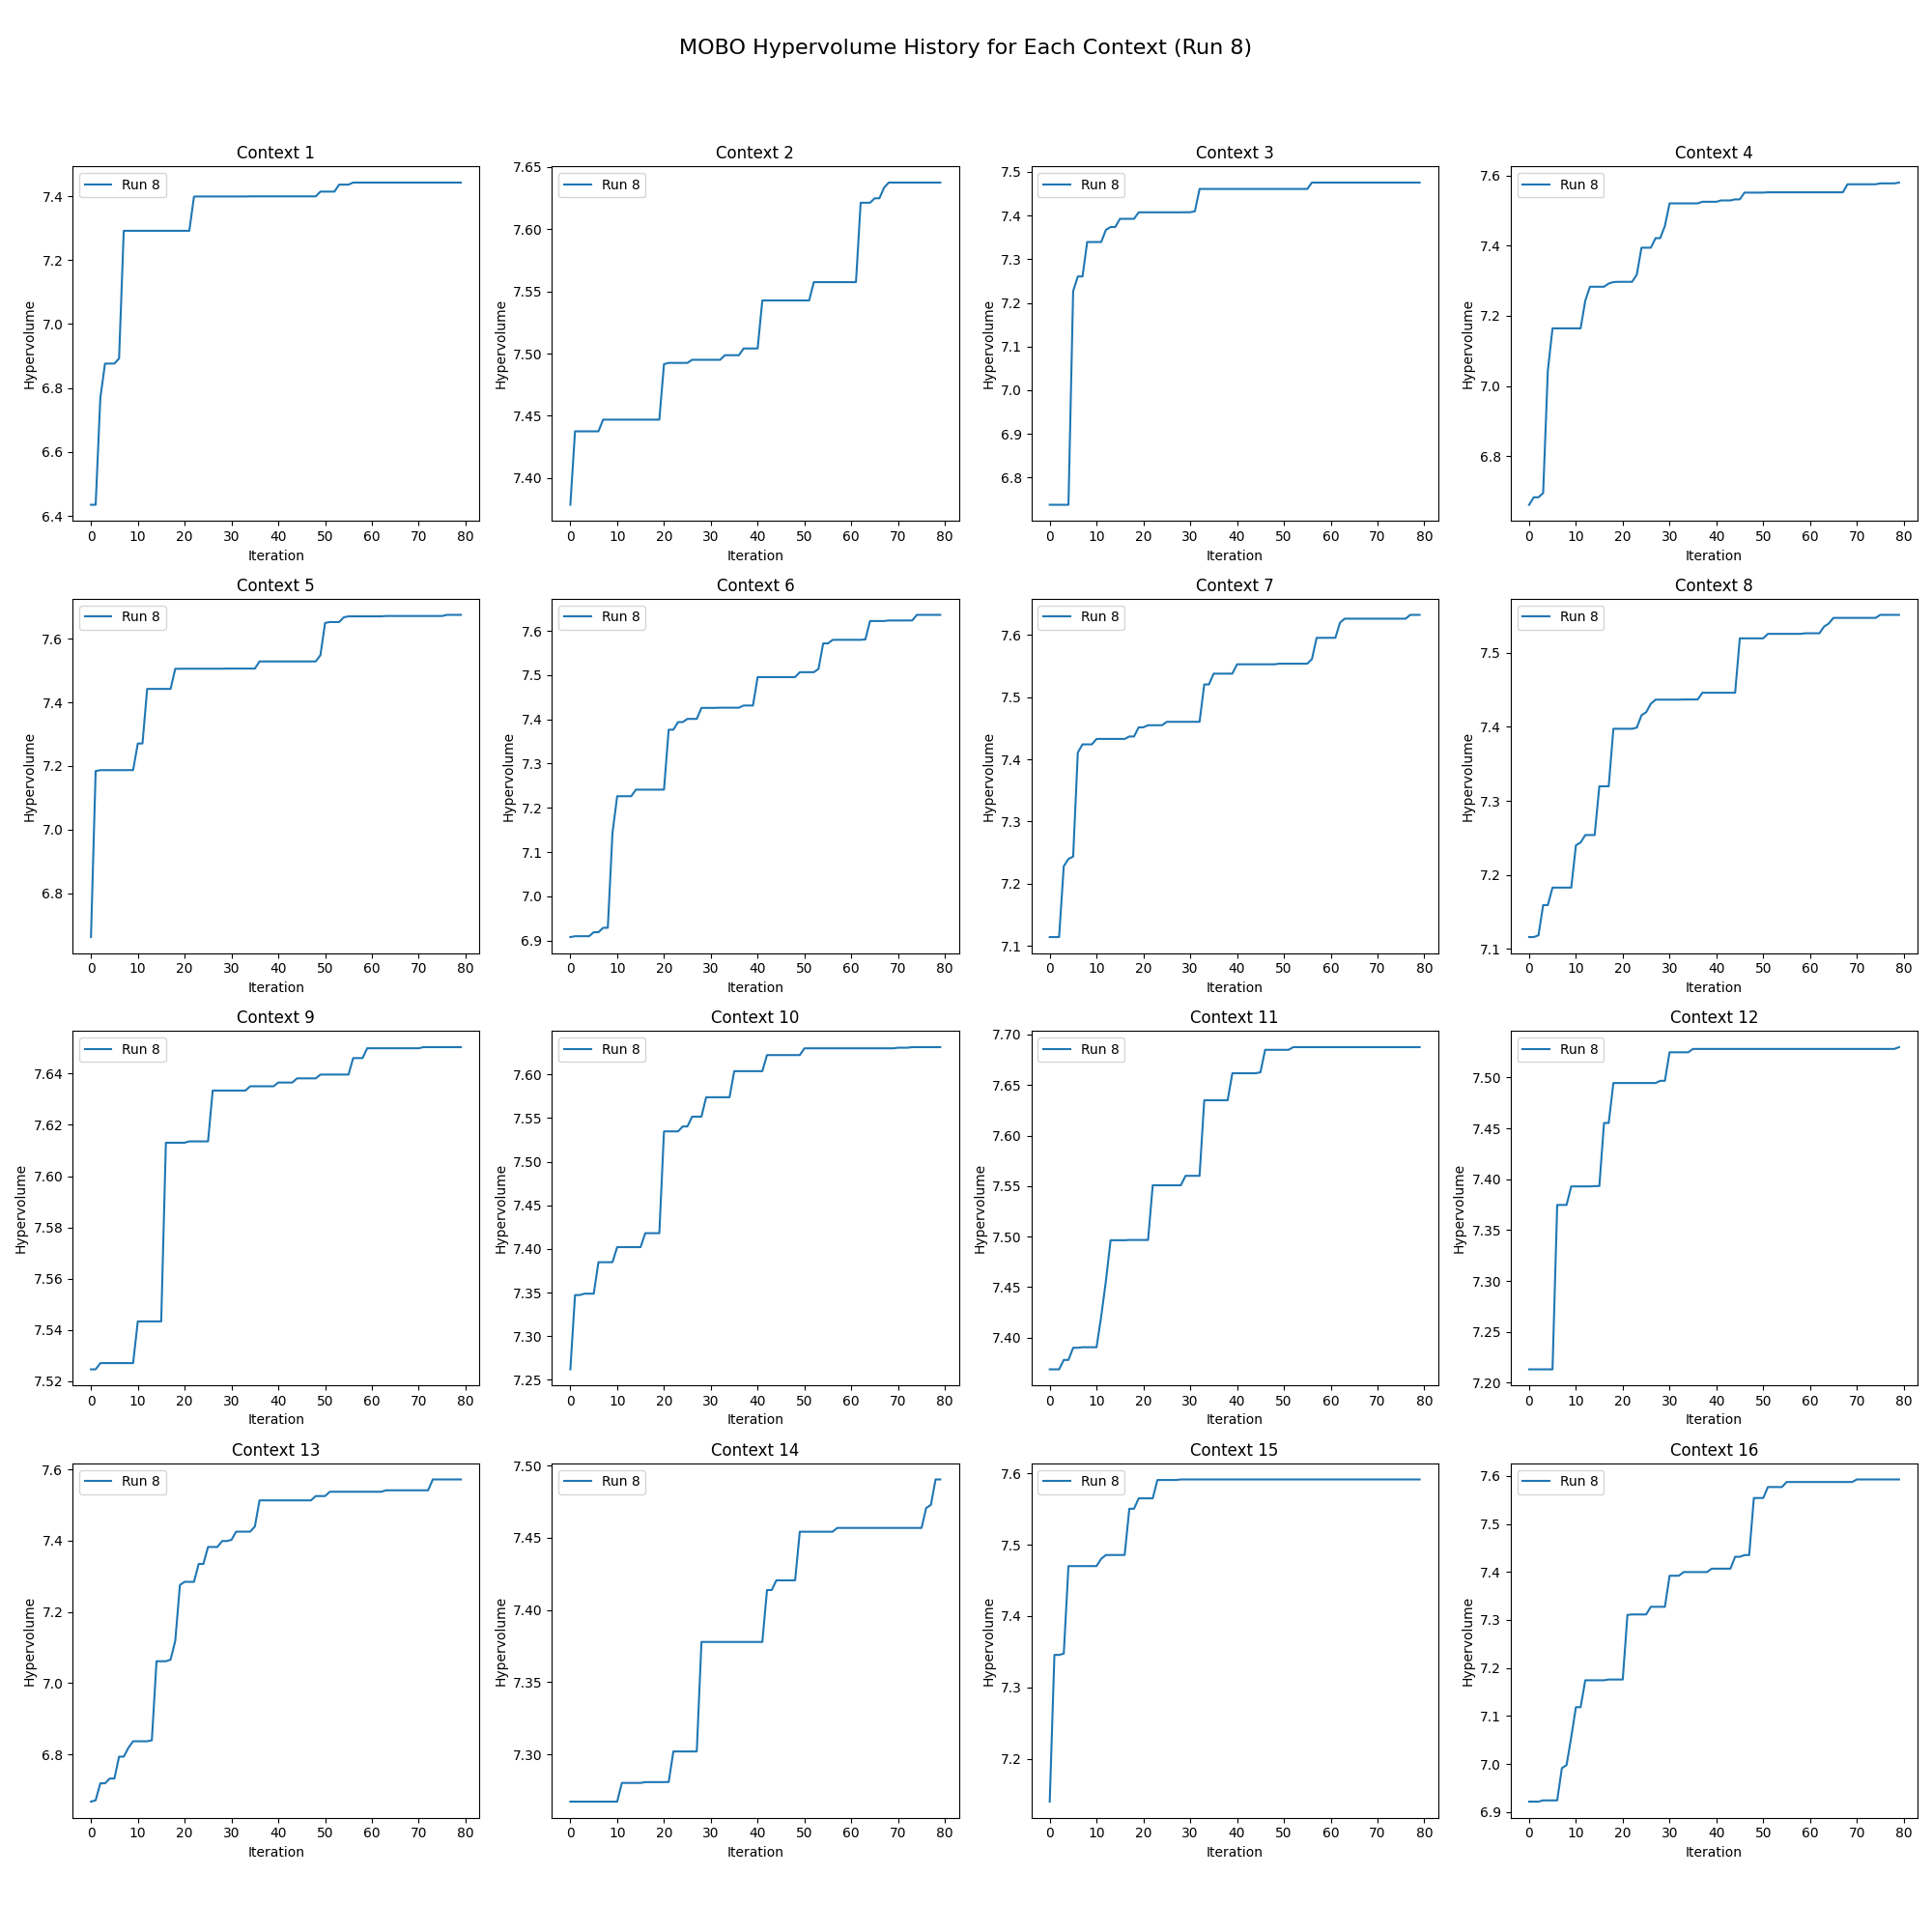 MOBO Hypervolume History for Each Context (Run 8)
Context 1
Run 8
Hypervolume
7.4
7.2
7.0
6.8
6.6
6.4
0 10 20 30 40 50 60 70 80
Iteration
Context 2
Run 8
Hypervolume
7.65
7.60
7.55
7.50
7.45
7.40
0 10 20 30 40 50 60 70 80
Iteration
Context 3
Run 8
Hypervolume
7.5
7.4
7.3
7.2
7.1
7.0
6.9
6.8
0 10 20 30 40 50 60 70 80
Iteration
Context 4
Run 8
Hypervolume
7.6
7.4
7.2
7.0
6.8
0 10 20 30 40 50 60 70 80
Iteration
Context 5
Run 8
Hypervolume
7.6
7.4
7.2
7.0
6.8
0 10 20 30 40 50 60 70 80
Iteration
Context 6
Run 8
Hypervolume
7.6
7.5
7.4
7.3
7.2
7.1
7.0
6.9
0 10 20 30 40 50 60 70 80
Iteration
Context 7
Run 8
Hypervolume
7.6
7.5
7.4
7.3
7.2
7.1
0 10 20 30 40 50 60 70 80
Iteration
Context 8
Run 8
Hypervolume
7.5
7.4
7.3
7.2
7.1
0 10 20 30 40 50 60 70 80
Iteration
Context 9
Run 8
Hypervolume
7.64
7.62
7.60
7.58
7.56
7.54
7.52
0 10 20 30 40 50 60 70 80
Iteration
Context 10
Run 8
Hypervolume
7.60
7.55
7.50
7.45
7.40
7.35
7.30
7.25
0 10 20 30 40 50 60 70 80
Iteration
Context 11
Run 8
Hypervolume
7.70
7.65
7.60
7.55
7.50
7.45
7.40
0 10 20 30 40 50 60 70 80
Iteration
Context 12
Run 8
Hypervolume
7.50
7.45
7.40
7.35
7.30
7.25
7.20
0 10 20 30 40 50 60 70 80
Iteration
Context 13
Run 8
Hypervolume
7.6
7.4
7.2
7.0
6.8
0 10 20 30 40 50 60 70 80
Iteration
Context 14
Run 8
Hypervolume
7.50
7.45
7.40
7.35
7.30
0 10 20 30 40 50 60 70 80
Iteration
Context 15
Run 8
Hypervolume
7.6
7.5
7.4
7.3
7.2
0 10 20 30 40 50 60 70 80
Iteration
Context 16
Run 8
Hypervolume
7.6
7.5
7.4
7.3
7.2
7.1
7.0
6.9
0 10 20 30 40 50 60 70 80
Iteration